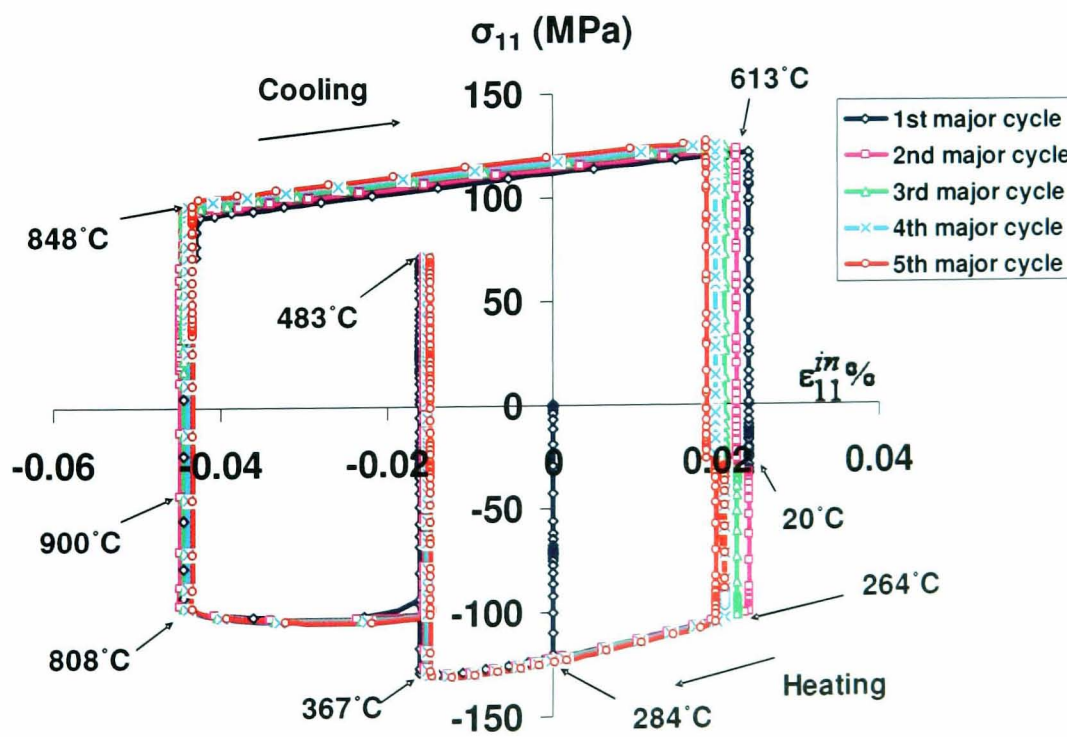 σ11 (MPa)
Cooling
613˚C
150
100
50
0
-50
-100
-150
1st major cycle
2nd major cycle
3rd major cycle
4th major cycle
5th major cycle
848˚C
483˚C
ε11in%
-0.06
-0.04
-0.02
0
0.02
0.04
900˚C
20˚C
264˚C
808˚C
367˚C
284˚C
Heating